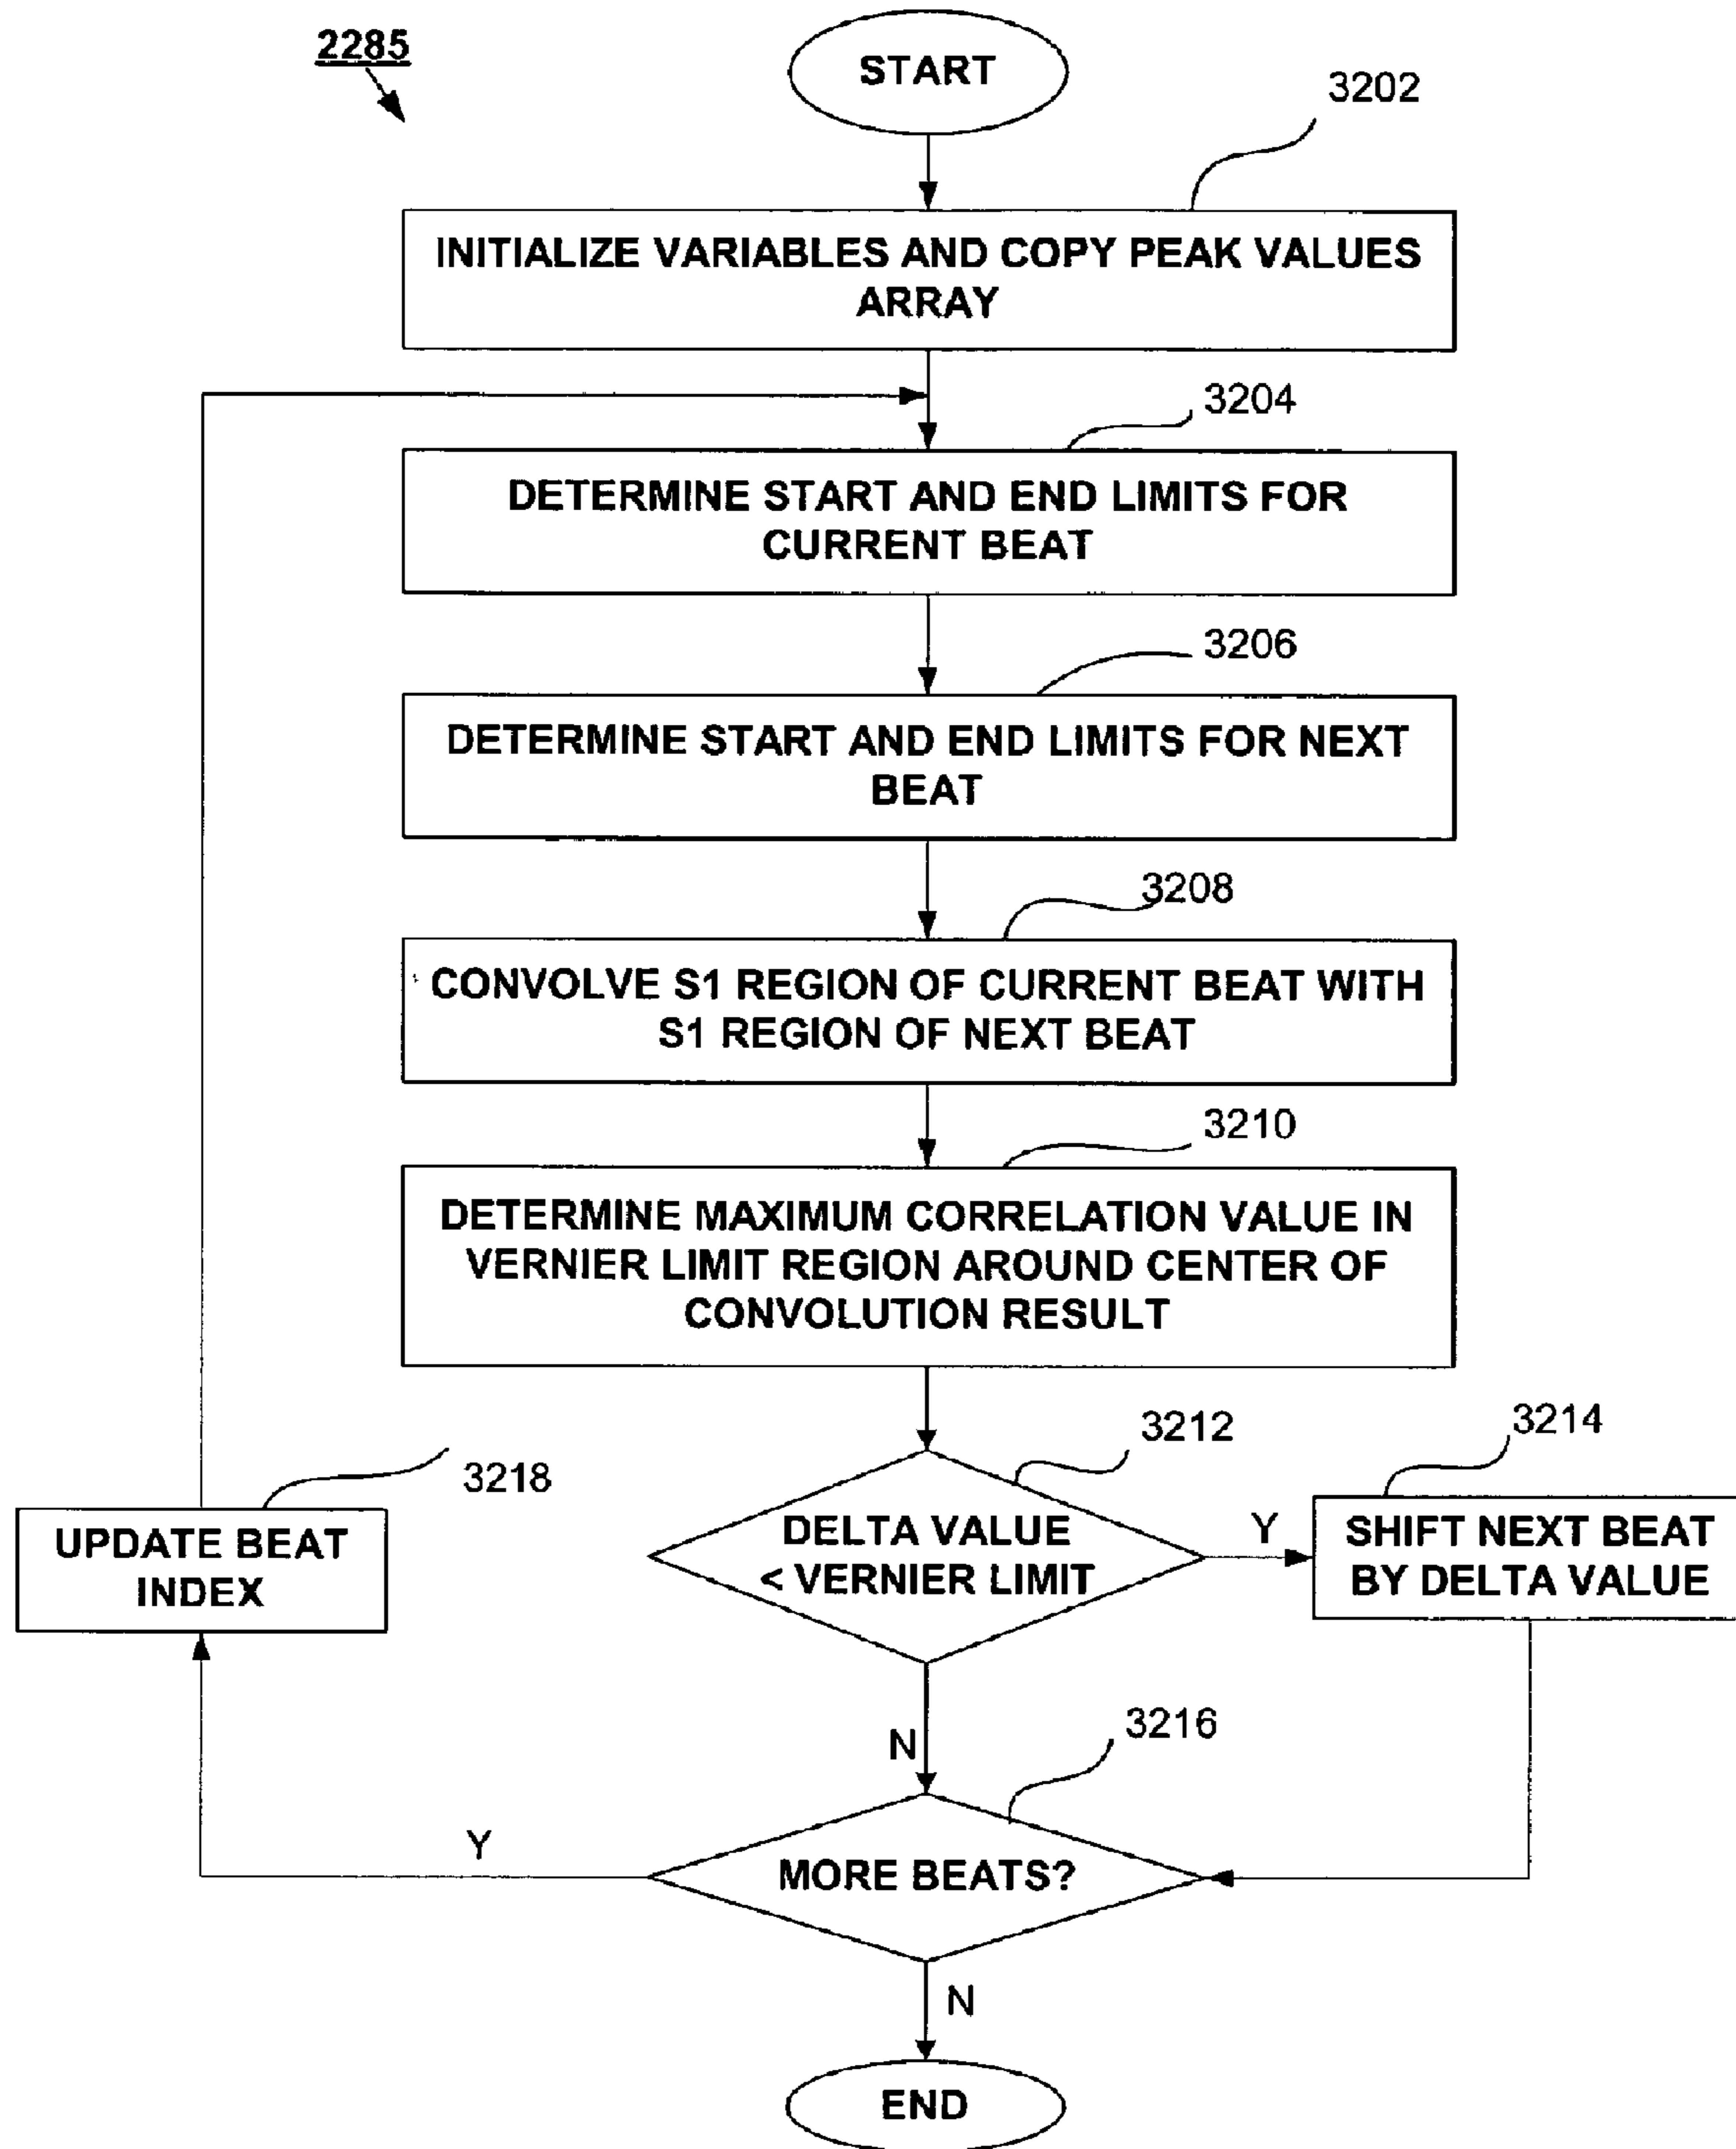 2285
START
3202
INITIALIZE VARIABLES AND COPY PEAK VALUES
ARRAY
3204
DETERMINE START AND END LIMITS FOR
CURRENT BEAT
3206
DETERMINE START AND END LIMITS FOR NEXT
BEAT
3208
CONVOLVE S1 REGION OF CURRENT BEAT WITH
S1 REGION OF NEXT BEAT
3210
DETERMINE MAXIMUM CORRELATION VALUE IN
VERNIER LIMIT REGION AROUND CENTER OF
CONVOLUTION RESULT
3212
DELTA VALUE
< VERNIER LIMIT
Y
3214
SHIFT NEXT BEAT
BY DELTA VALUE
3218
UPDATE BEAT
INDEX
N
3216
MORE BEATS?
Y
N
END